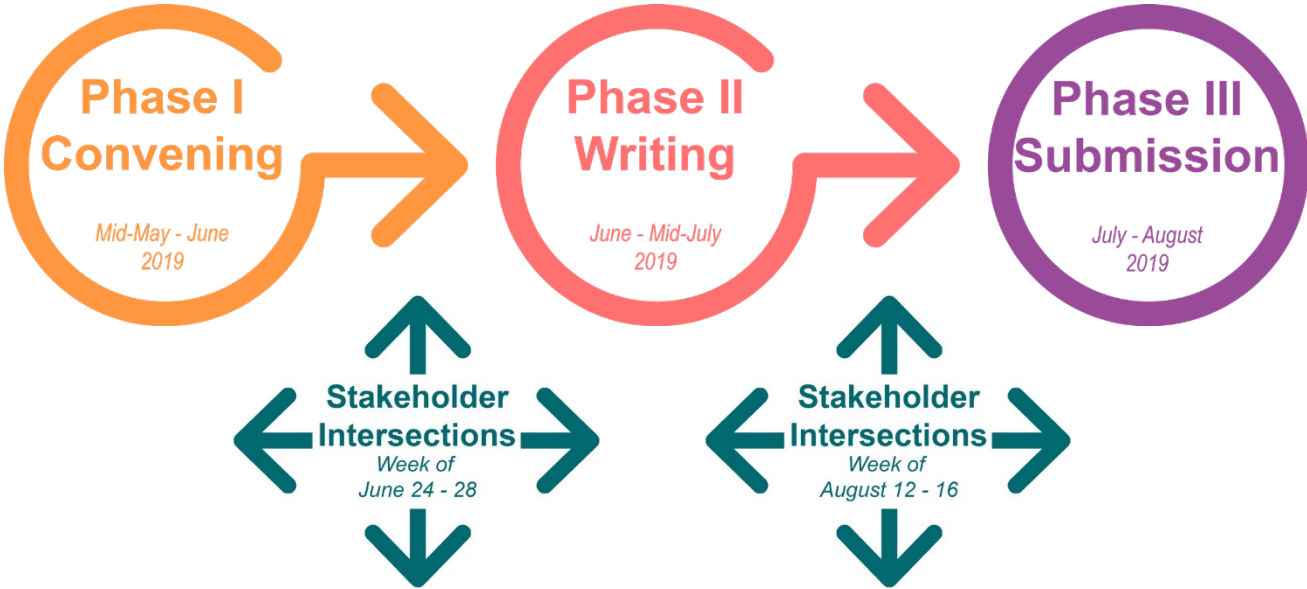 Phase I
Convening
Mid-May - June
2019
Phase II
Writing
June - Mid-July
2019
Phase III
Submission
July - August
2019
Stakeholder
Intersections
Week of
June 24 - 28
Stakeholder
Intersections
Week of
August 12 - 16